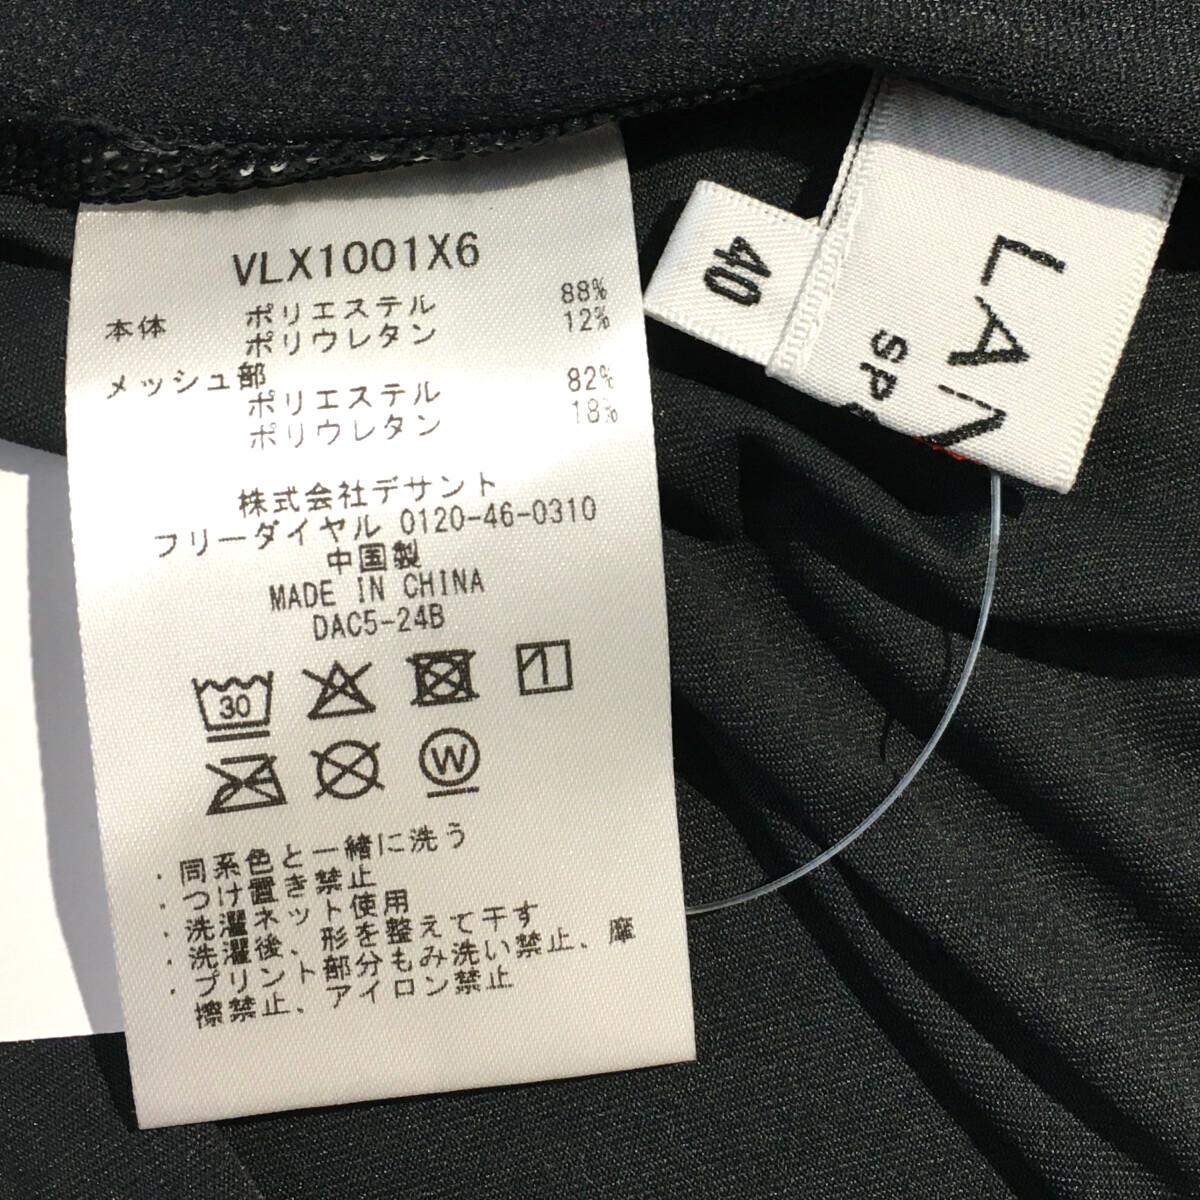 VLX1001X6
本体 ポリエステル 88%
ポリウレタン 12%
メッシュ部
ポリエステル 82%
ポリウレタン 18%
株式会社デサント
フリーダイヤル 0120-46-0310
中国製
MADE IN CHINA
DAC5-24B
30
W
・同系色と一緒に洗う
・つけ置き禁止
・洗濯ネット使用
・洗濯後、形を整えて干す
・プリント部分もみ洗い禁止、摩
擦禁止、アイロン禁止
40
LAN
SP